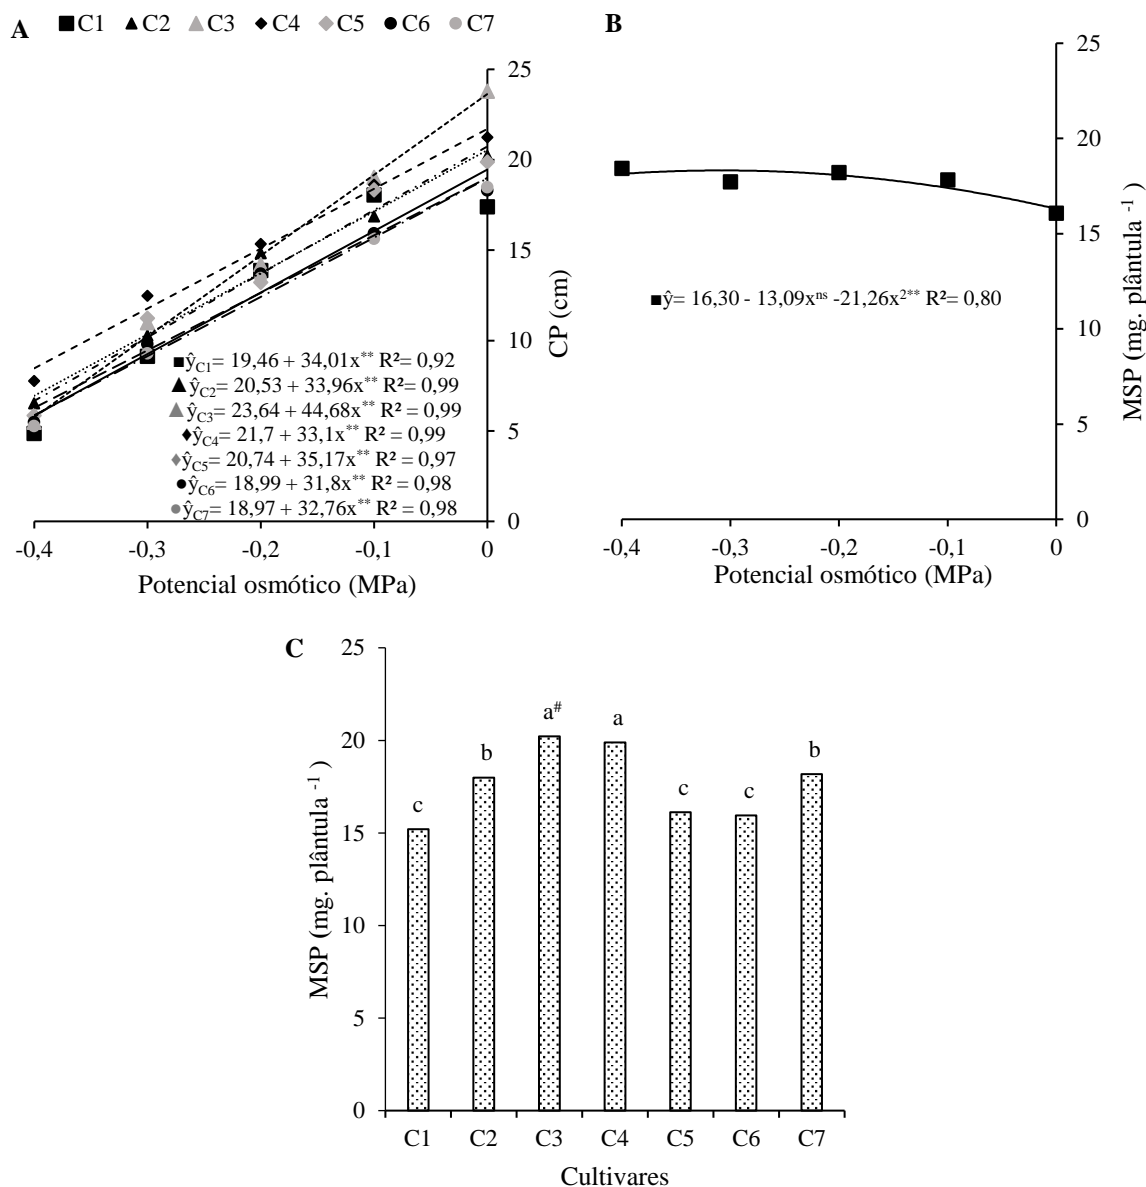 A
C1 C2 C3 C4 C5 C6 C7
25
20
15
10
5
0
CP (cm)
ŷC1= 19,46 + 34,01x** R²= 0,92
ŷC2= 20,53 + 33,96x** R² = 0,99
ŷC3= 23,64 + 44,68x** R² = 0,99
ŷC4= 21,7 + 33,1x** R² = 0,99
ŷC5= 20,74 + 35,17x** R² = 0,97
ŷC6= 18,99 + 31,8x** R² = 0,98
ŷC7= 18,97 + 32,76x** R² = 0,98
-0,4 -0,3 -0,2 -0,1 0
Potencial osmótico (MPa)
B
25
20
15
10
5
0
MSP (mg. plântula ⁻¹)
ŷ= 16,30 - 13,09xⁿˢ -21,26x²** R²= 0,80
-0,4 -0,3 -0,2 -0,1 0
Potencial osmótico (MPa)
C
25
20
15
10
5
0
MSP (mg. plântula ⁻¹ )
c b a# a c c b
C1 C2 C3 C4 C5 C6 C7
Cultivares